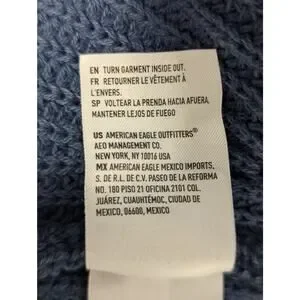 EN TURN GARMENT INSIDE OUT.
FR RETOURNER LE VÊTEMENT À
L'ENVERS.
SP VOLTEAR LA PRENDA HACIA AFUERA,
MANTENER LEJOS DE FUEGO
US AMERICAN EAGLE OUTFITTERS®
AEO MANAGEMENT CO.
NEW YORK, NY 10016 USA
MX AMERICAN EAGLE MEXICO IMPORTS,
S. DE R.L. DE C.V. PASEO DE LA REFORMA
NO. 180 PISO 21 OFICINA 2101 COL.
JUÁREZ, CUAUHTÉMOC, CIUDAD DE
MEXICO, 06600, MEXICO